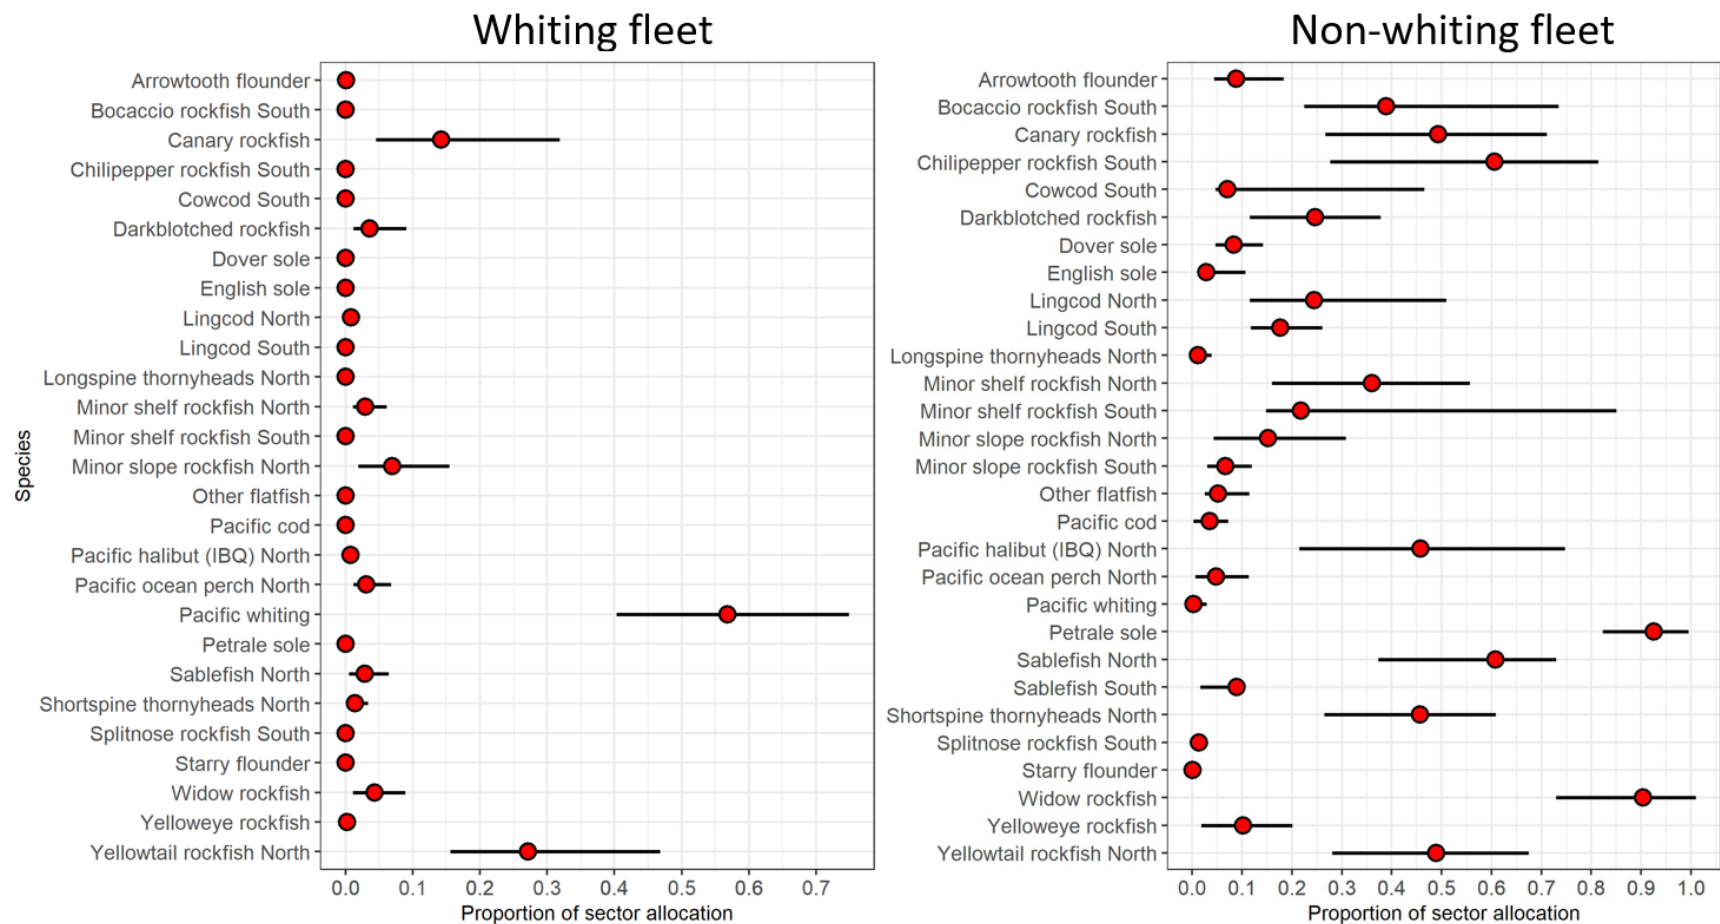 Whiting fleet
Species
Arrowtooth flounder
Bocaccio rockfish South
Canary rockfish
Chilipepper rockfish South
Cowcod South
Darkblotched rockfish
Dover sole
English sole
Lingcod North
Lingcod South
Longspine thornyheads North
Minor shelf rockfish North
Minor shelf rockfish South
Minor slope rockfish North
Other flatfish
Pacific cod
Pacific halibut (IBQ) North
Pacific ocean perch North
Pacific whiting
Petrale sole
Sablefish North
Shortspine thornyheads North
Splitnose rockfish South
Starry flounder
Widow rockfish
Yelloweye rockfish
Yellowtail rockfish North
0.0 0.1 0.2 0.3 0.4 0.5 0.6 0.7
Proportion of sector allocation
Non-whiting fleet
Arrowtooth flounder
Bocaccio rockfish South
Canary rockfish
Chilipepper rockfish South
Cowcod South
Darkblotched rockfish
Dover sole
English sole
Lingcod North
Lingcod South
Longspine thornyheads North
Minor shelf rockfish North
Minor shelf rockfish South
Minor slope rockfish North
Minor slope rockfish South
Other flatfish
Pacific cod
Pacific halibut (IBQ) North
Pacific ocean perch North
Pacific whiting
Petrale sole
Sablefish North
Sablefish South
Shortspine thornyheads North
Splitnose rockfish South
Starry flounder
Widow rockfish
Yelloweye rockfish
Yellowtail rockfish North
0.0 0.1 0.2 0.3 0.4 0.5 0.6 0.7 0.8 0.9 1.0
Proportion of sector allocation